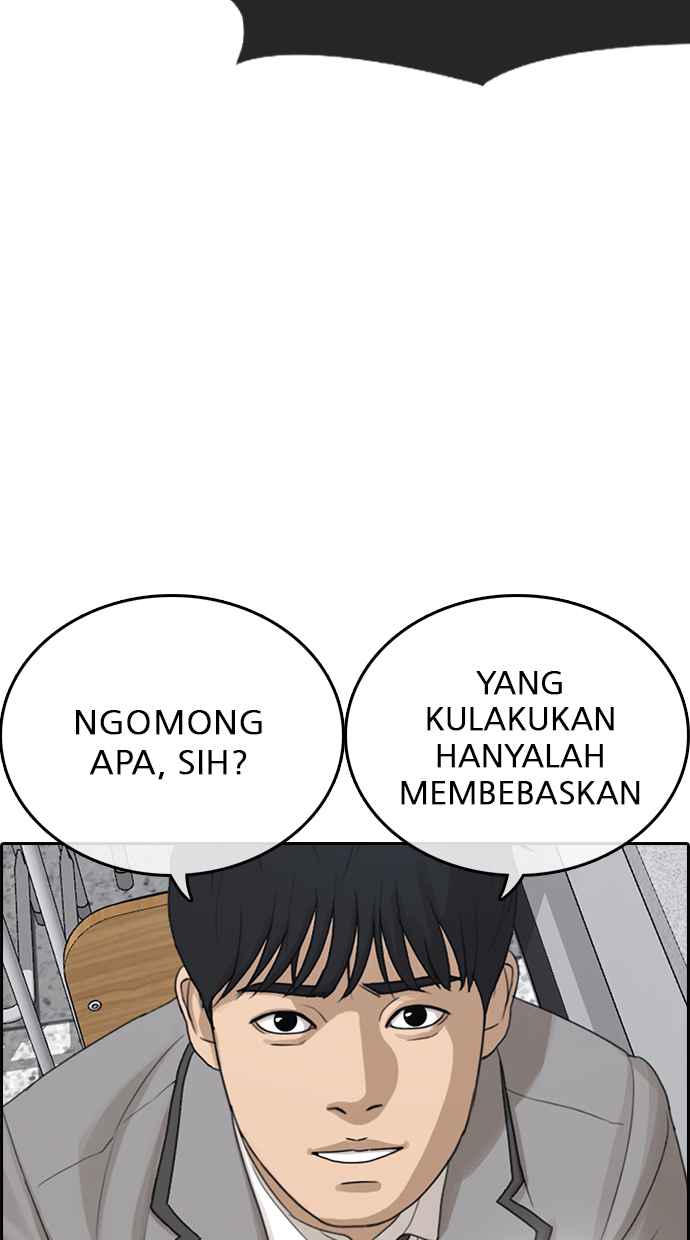 NGOMONG
APA, SIH?
YANG
KULAKUKAN
HANYALAH
MEMBEBASKAN